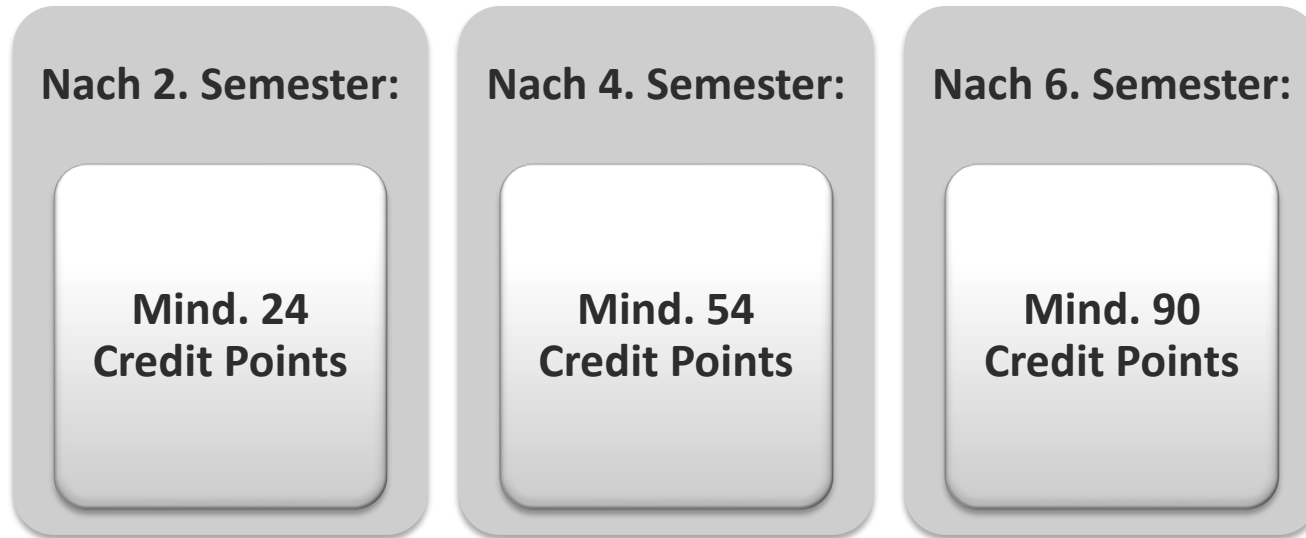 Nach 2. Semester:
Mind. 24
Credit Points
Nach 4. Semester:
Mind. 54
Credit Points
Nach 6. Semester:
Mind. 90
Credit Points